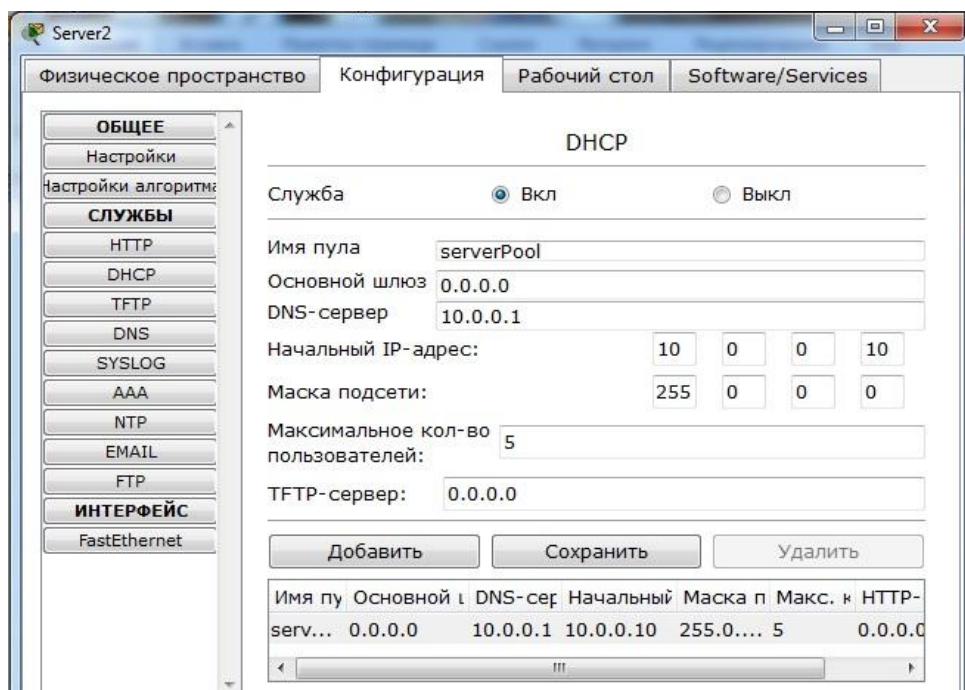 Server2
Физическое пространство Конфигурация Рабочий стол Software/Services
ОБЩЕЕ
Настройки
Настройки алгоритма
СЛУЖБЫ
HTTP
DHCP
TFTP
DNS
SYSLOG
AAA
NTP
EMAIL
FTP
ИНТЕРФЕЙС
FastEthernet
DHCP
Служба Вкл Выкл
Имя пула serverPool
Основной шлюз 0.0.0.0
DNS-сервер 10.0.0.1
Начальный IP-адрес: 10 0 0 10
Маска подсети: 255 0 0 0
Максимальное кол-во
пользователей: 5
TFTP-сервер: 0.0.0.0
Добавить Сохранить Удалить
Имя пу Основной ц DNS-сер Начальный Маска п Макс. к HTTP-
serv... 0.0.0.0 10.0.0.1 10.0.0.10 255.0.... 5 0.0.0.0